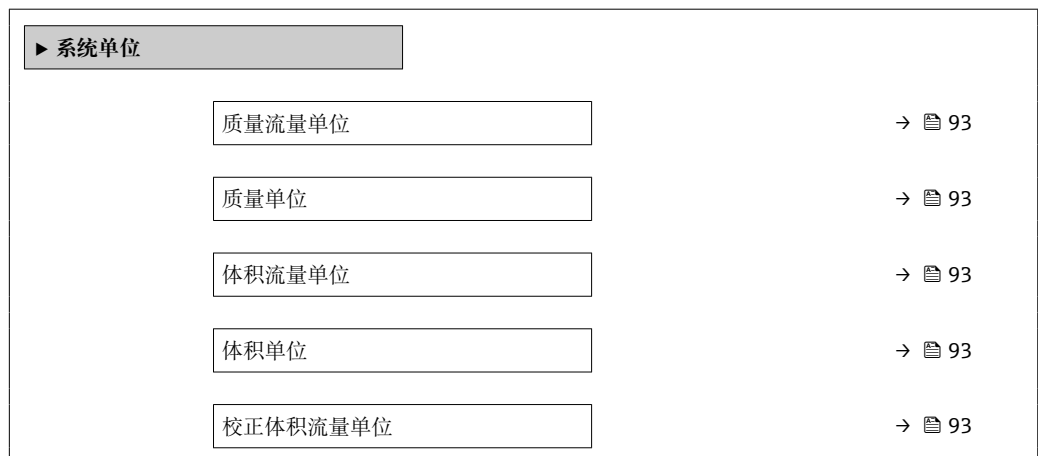 ▶ 系统单位
质量流量单位 → 93
质量单位 → 93
体积流量单位 → 93
体积单位 → 93
校正体积流量单位 → 93